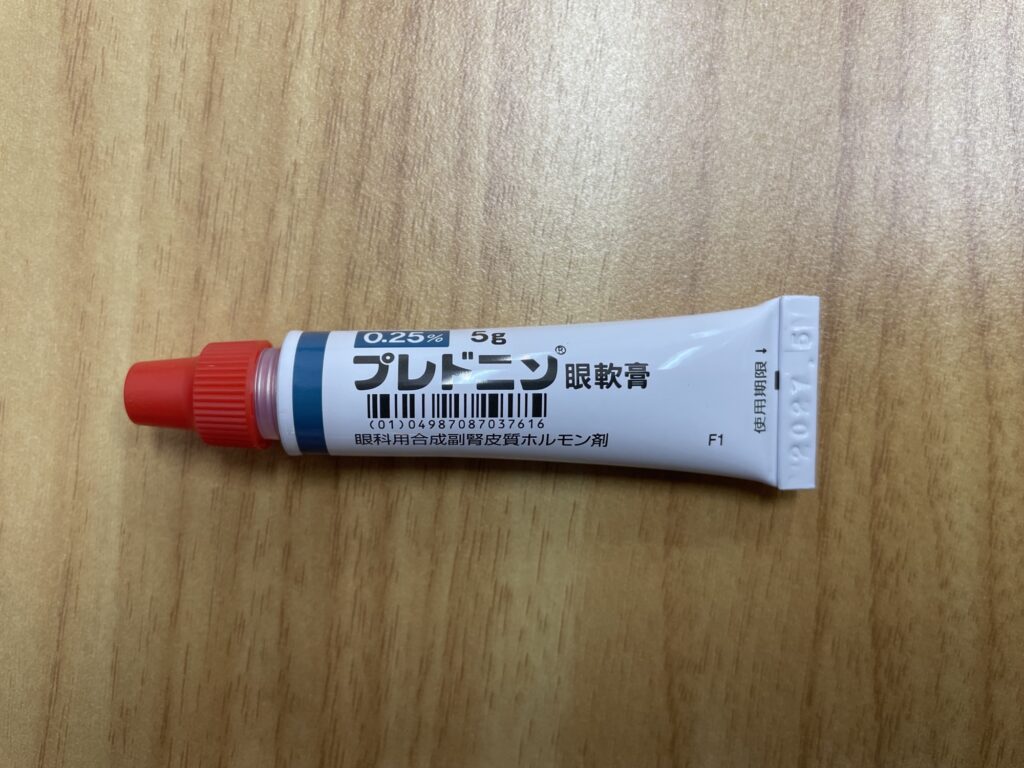 0.25% 5g
プレドニン® 眼軟膏
(01)04987087037616
眼科用合成副腎皮質ホルモン剤
F1
使用期限↓